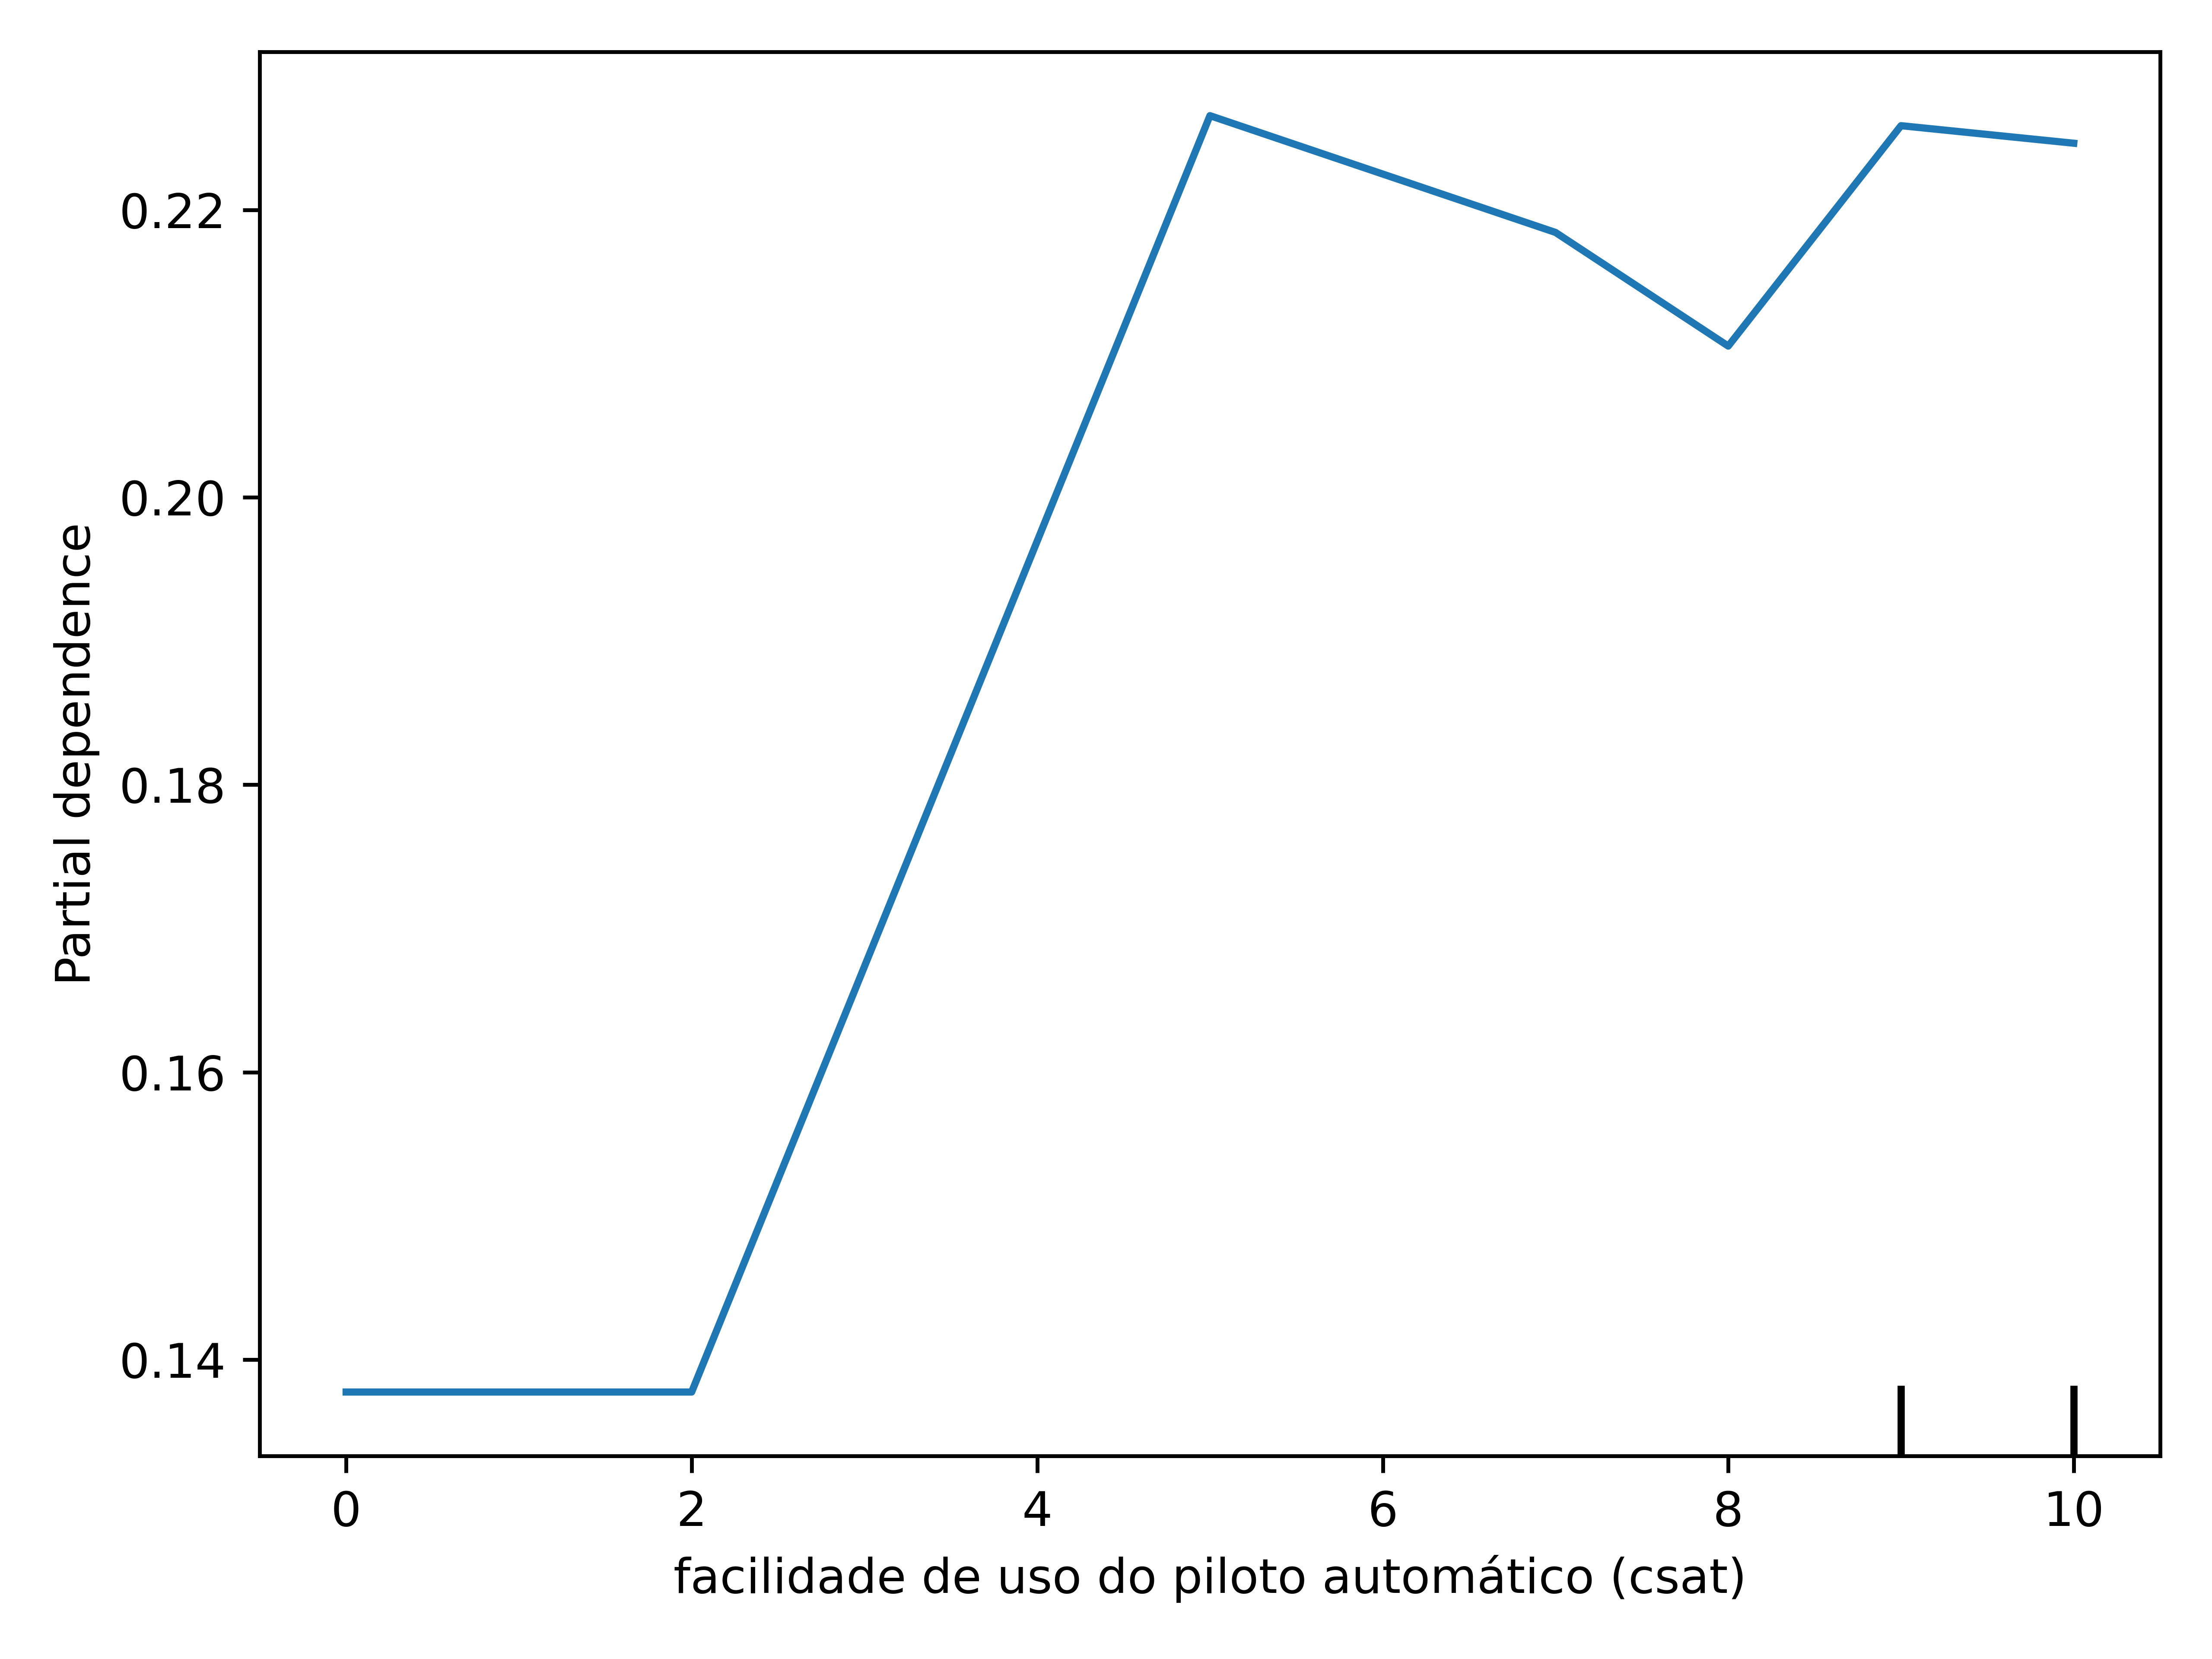 0.22
0.20
0.18
0.16
0.14
Partial dependence
0 2 4 6 8 10
facilidade de uso do piloto automático (csat)